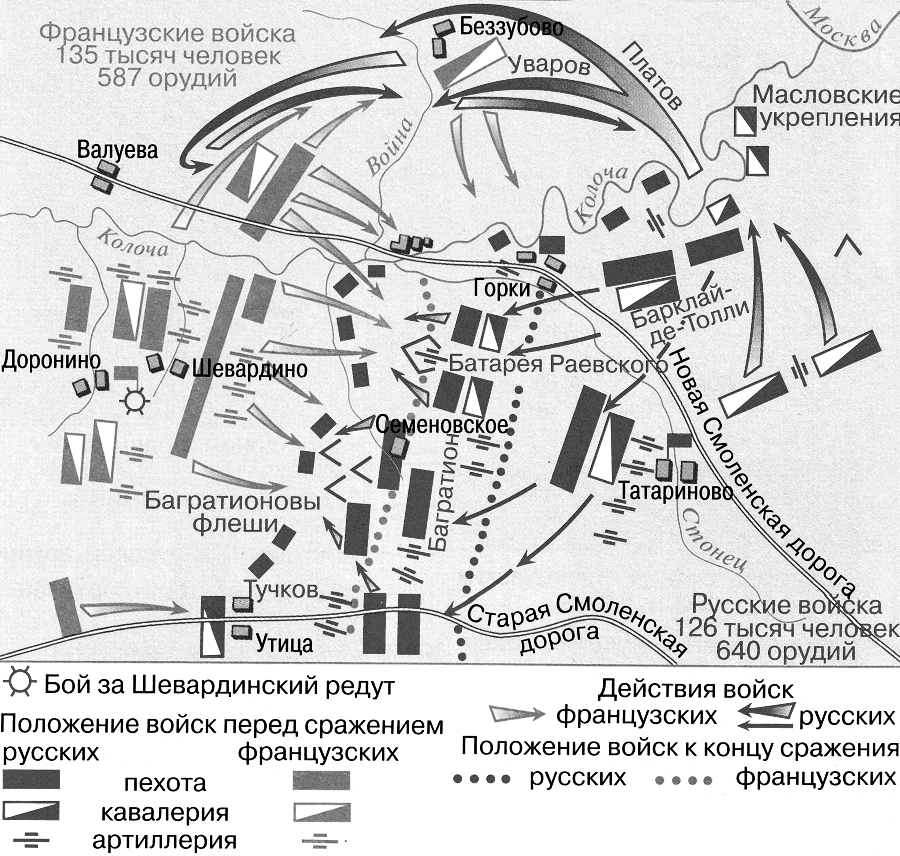 Французские войска
135 тысяч человек
587 орудий
Беззубово
Уваров
Платов
Москва
Масловские
укрепления
Валуева
Война
Колоча
Колоча
Горки
Барклай-
де-Толли
Доронино
Шевардино
Батарея Раевского
Новая Смоленская дорога
Семеновское
Багратион
Татариново
Багратионовы
флеши
Стонец
Тучков
Утица
Старая Смоленская
дорога
Русские войска
126 тысяч человек
640 орудий
Бой за Шевардинский редут
Положение войск перед сражением
русских
французских
пехота
кавалерия
артиллерия
Действия войск
французских
русских
Положение войск к концу сражения
русских
французских